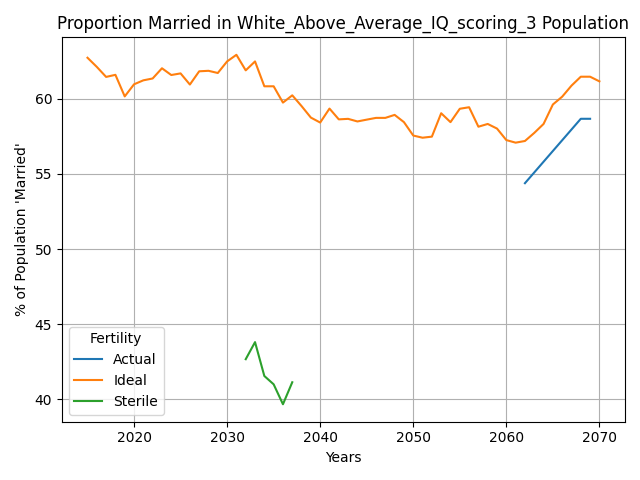 Proportion Married in White_Above_Average_IQ_scoring_3 Population
% of Population 'Married'
60
55
50
45
40
Fertility
Actual
Ideal
Sterile
2020 2030 2040 2050 2060 2070
Years